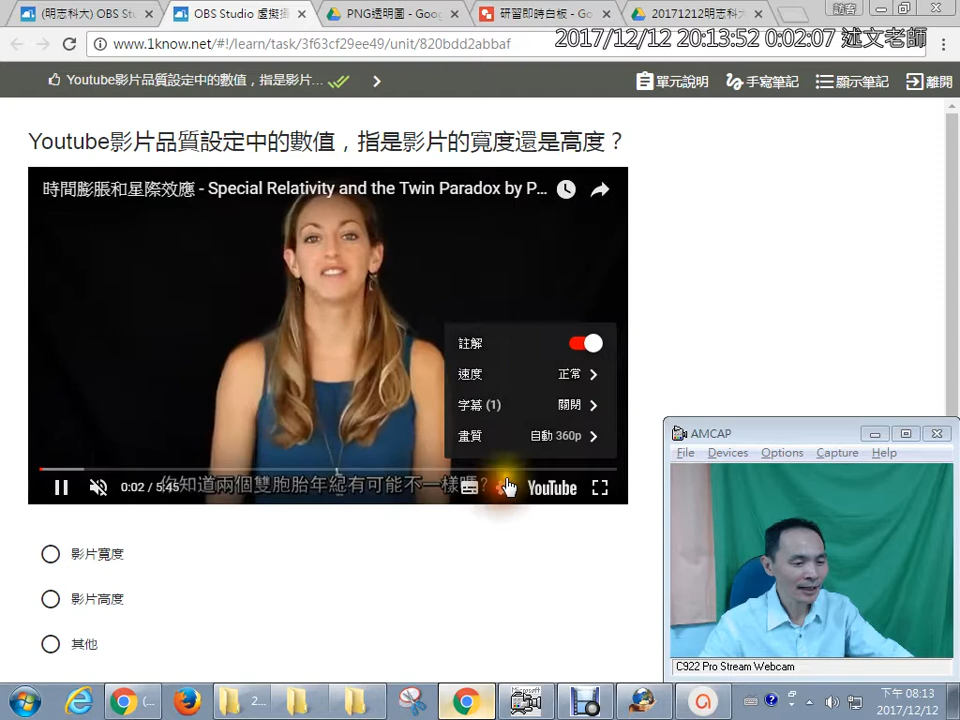 (明志科大) OBS Stu
OBS Studio 虛擬攝
PNG透明圖 - Goog
研習即時白板 - Goo
20171212明志科大
訪客
www.1know.net/#!/learn/task/3f63cf29ee49/unit/820bdd2abbaf
2017/12/12 20:13:52 0:02:07 述文老師
Youtube影片品質設定中的數值，指是影片...
單元說明
手寫筆記
顯示筆記
離開
Youtube影片品質設定中的數值，指是影片的寬度還是高度？
時間膨脹和星際效應 - Special Relativity and the Twin Paradox by P...
註解
速度 正常
字幕 (1) 關閉
畫質 自動 360p
你知道兩個雙胞胎年紀有可能不一樣嗎?
0:02 / 5:45
YouTube
影片寬度
影片高度
其他
AMCAP
File Devices Options Capture Help
C922 Pro Stream Webcam
(...
2...
Microsoft
下午 08:13
2017/12/12